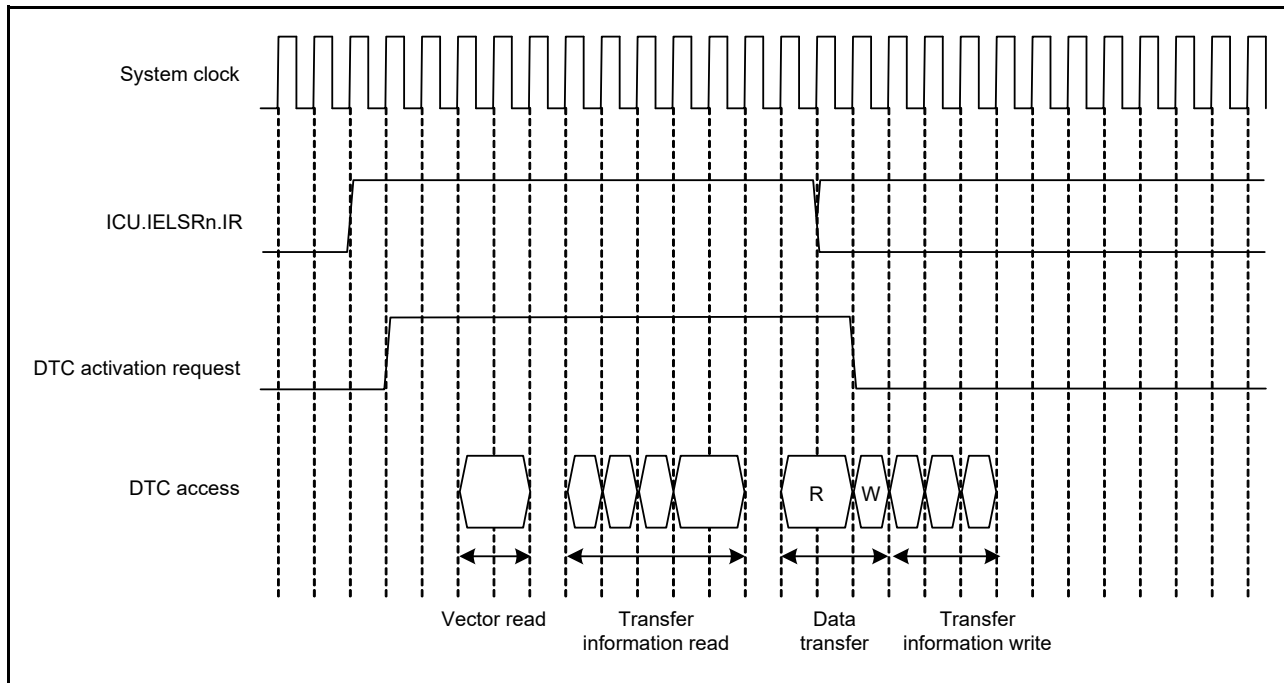 System clock
ICU.IELSRn.IR
DTC activation request
DTC access
R
W
Vector read
Transfer
information read
Data
transfer
Transfer
information write